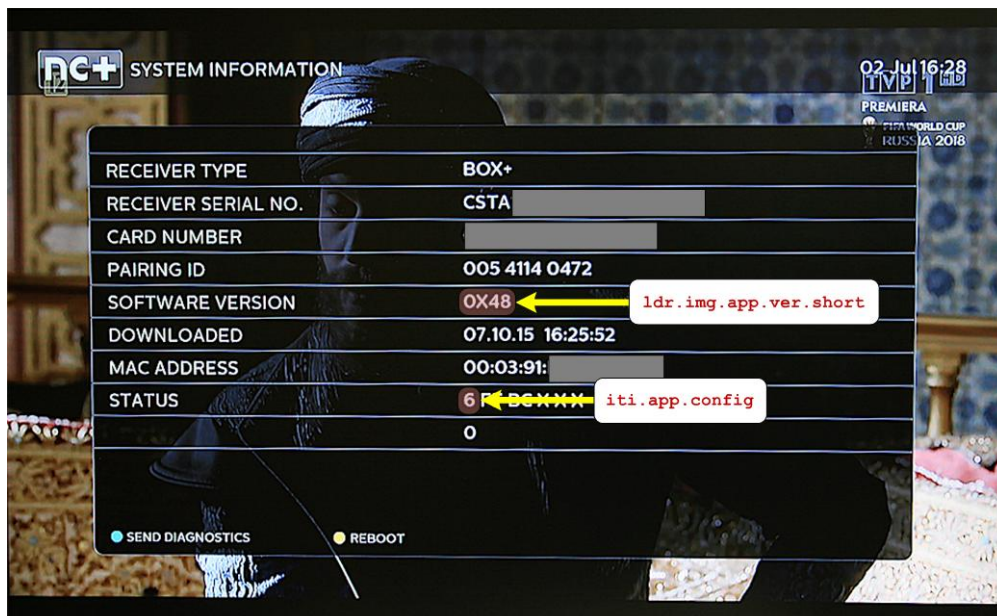 nc+ SYSTEM INFORMATION
12
02 Jul 16:28
TVP 1 HD
PREMIERA
FIFA WORLD CUP
RUSSIA 2018
RECEIVER TYPE BOX+
RECEIVER SERIAL NO. CSTA
CARD NUMBER
PAIRING ID 005 4114 0472
SOFTWARE VERSION 0X48 ldr.img.app.ver.short
DOWNLOADED 07.10.15 16:25:52
MAC ADDRESS 00:03:91:
STATUS 6 X X X iti.app.config
0
SEND DIAGNOSTICS REBOOT